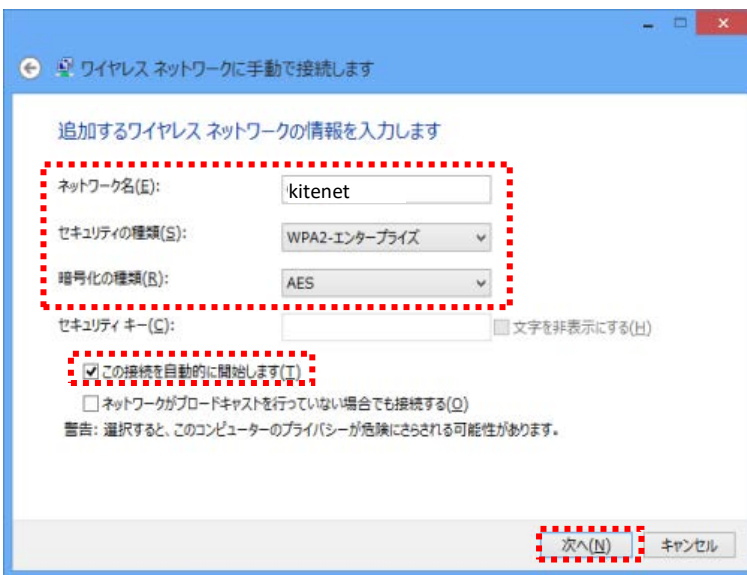 ワイヤレス ネットワークに手動で接続します
追加するワイヤレス ネットワークの情報を入力します
ネットワーク名(E): kitenet
セキュリティの種類(S): WPA2-エンタープライズ
暗号化の種類(R): AES
セキュリティ キー(C): 文字を非表示にする(H)
この接続を自動的に開始します(T)
ネットワークがブロードキャストを行っていない場合でも接続する(O)
警告: 選択すると、このコンピューターのプライバシーが危険にさらされる可能性があります。
次へ(N) キャンセル